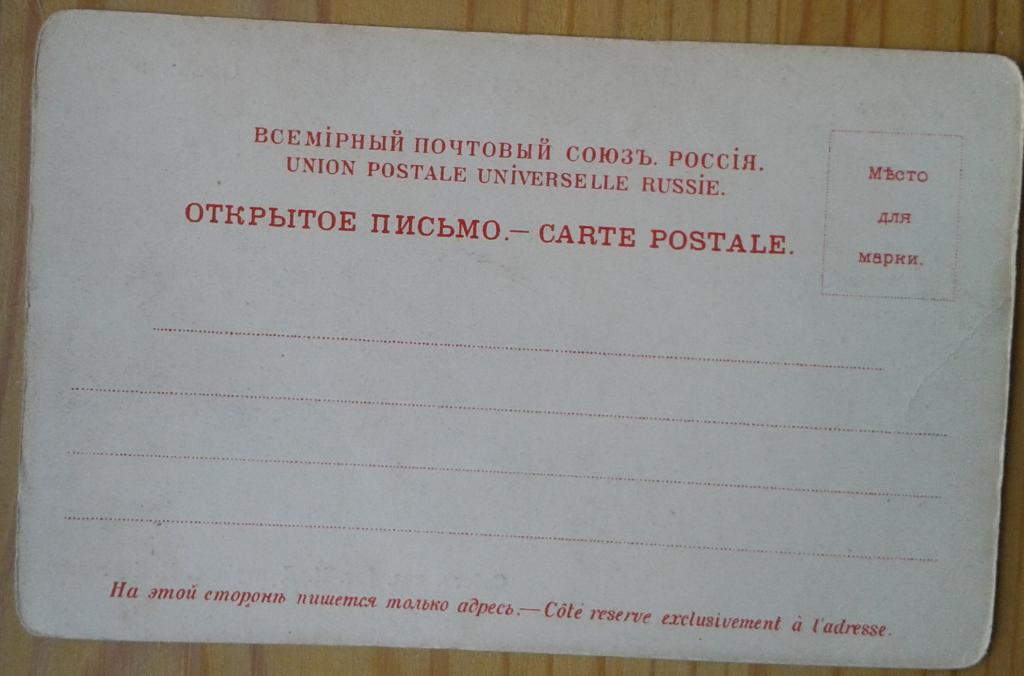 ВСЕМІРНЫЙ ПОЧТОВЫЙ СОЮЗЪ. РОССІЯ.
UNION POSTALE UNIVERSELLE RUSSIE.
ОТКРЫТОЕ ПИСЬМО.— CARTE POSTALE.
Мѣсто
для
марки.
На этой сторонѣ пишется только адресъ.—Côté reserve exclusivement à l'adresse.